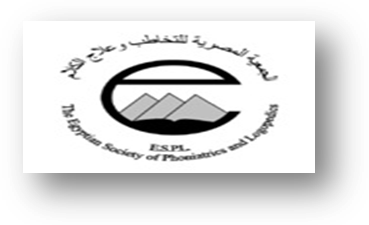 الجمعية المصرية للتخاطب وعلاج الكلام
E.S.P.L.
The Egyptian Society of Phoniatrics and Logopedics